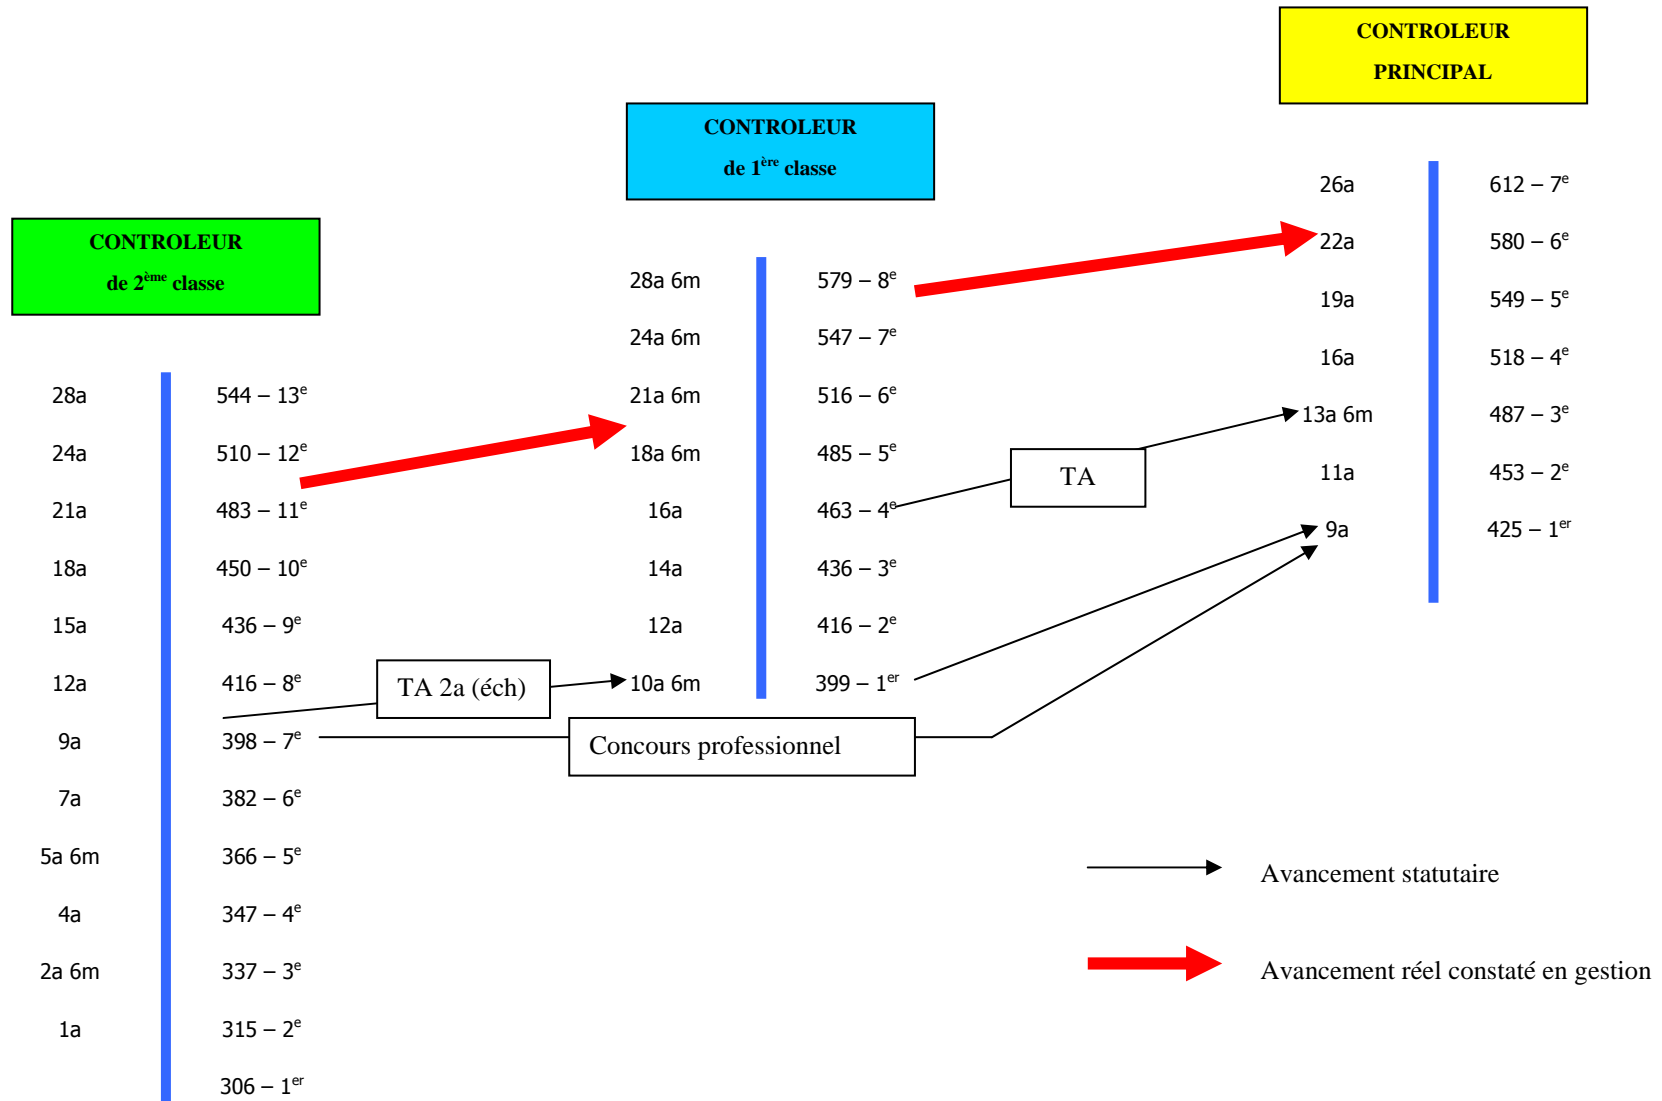 CONTROLEUR
PRINCIPAL
26a 612 – 7e
22a 580 – 6e
19a 549 – 5e
16a 518 – 4e
13a 6m 487 – 3e
11a 453 – 2e
9a 425 – 1er
CONTROLEUR
de 1ère classe
28a 6m 579 – 8e
24a 6m 547 – 7e
21a 6m 516 – 6e
18a 6m 485 – 5e
16a 463 – 4e
14a 436 – 3e
12a 416 – 2e
10a 6m 399 – 1er
CONTROLEUR
de 2ème classe
28a 544 – 13e
24a 510 – 12e
21a 483 – 11e
18a 450 – 10e
15a 436 – 9e
12a 416 – 8e
9a 398 – 7e
7a 382 – 6e
5a 6m 366 – 5e
4a 347 – 4e
2a 6m 337 – 3e
1a 315 – 2e
306 – 1er
TA
TA 2a (éch)
Concours professionnel
Avancement statutaire
Avancement réel constaté en gestion